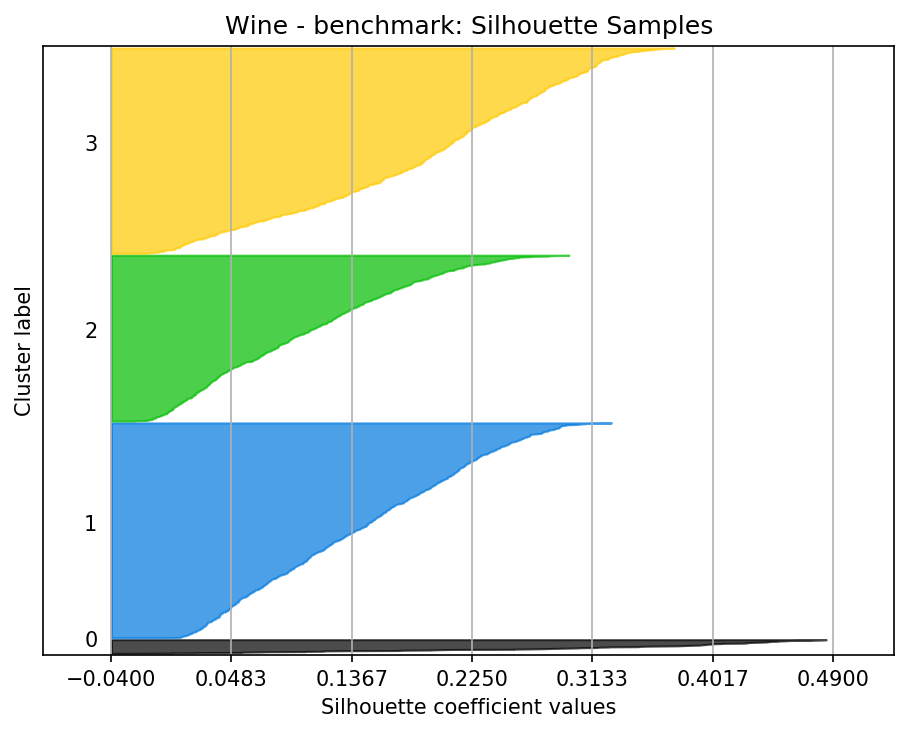 Wine - benchmark: Silhouette Samples
Cluster label
3
2
1
0
−0.0400 0.0483 0.1367 0.2250 0.3133 0.4017 0.4900
Silhouette coefficient values